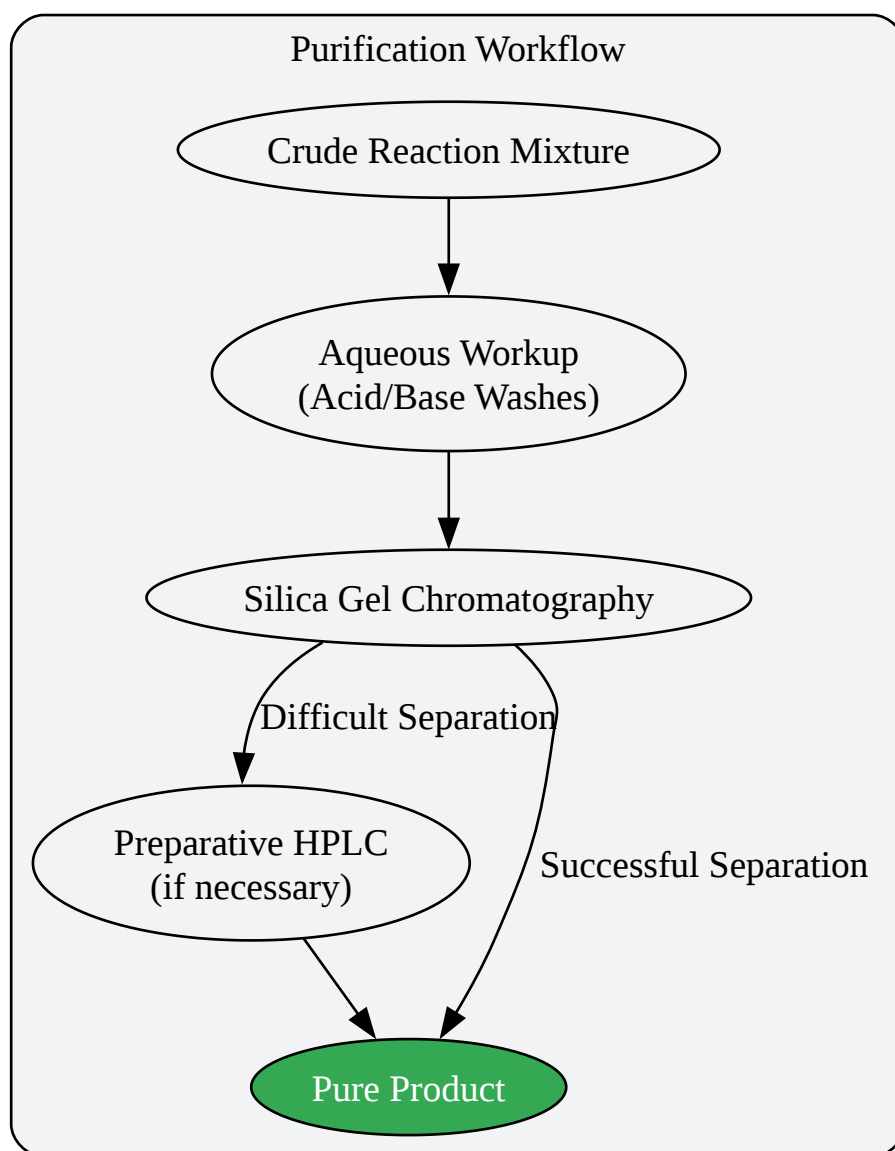 Purification Workflow
Crude Reaction Mixture
Aqueous Workup
(Acid/Base Washes)
Silica Gel Chromatography
Difficult Separation
Preparative HPLC
(if necessary)
Successful Separation
Pure Product